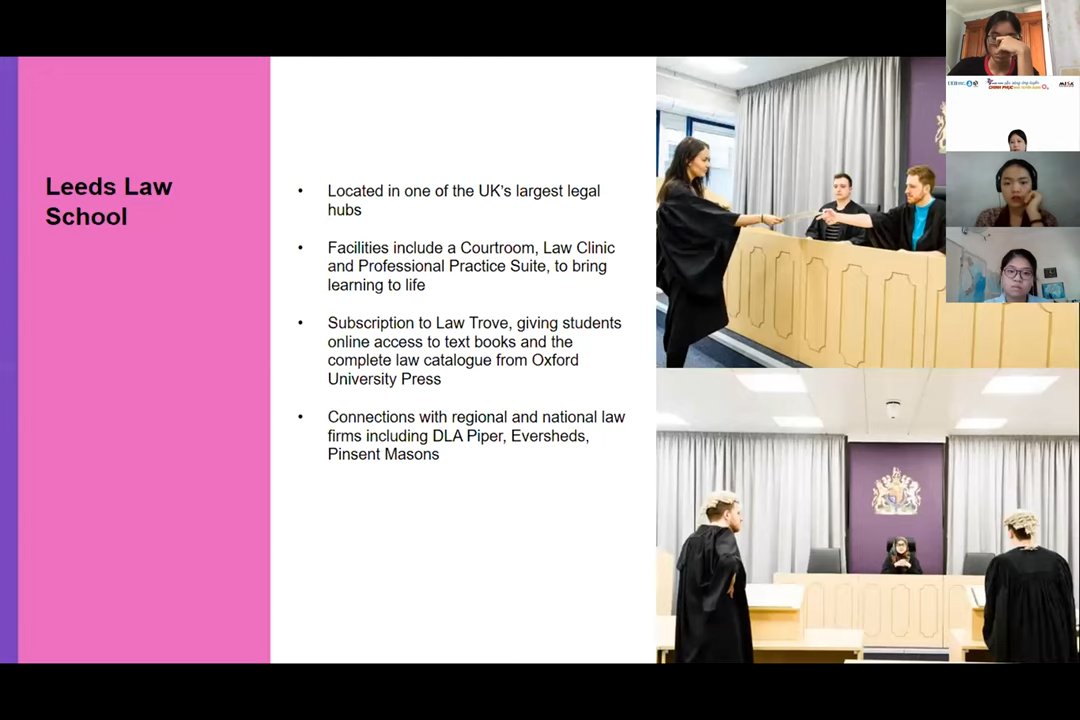 Leeds Law
School
• Located in one of the UK's largest legal
hubs
• Facilities include a Courtroom, Law Clinic
and Professional Practice Suite, to bring
learning to life
• Subscription to Law Trove, giving students
online access to text books and the
complete law catalogue from Oxford
University Press
• Connections with regional and national law
firms including DLA Piper, Eversheds,
Pinsent Masons